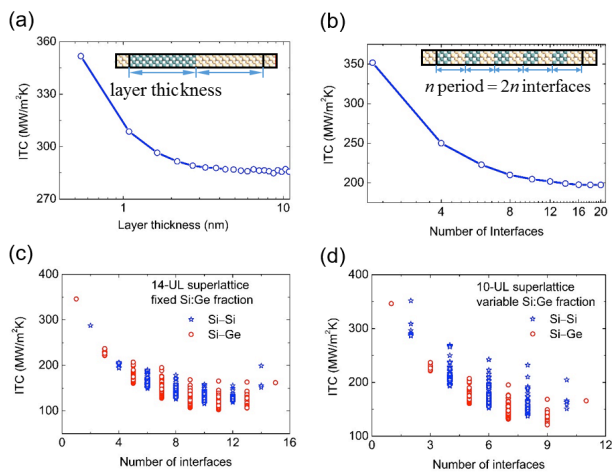 (a)
360
335
310
285
260
ITC (MW/m²K)
layer thickness
1
10
Layer thickness (nm)
(b)
350
300
250
200
ITC (MW/m²K)
n period = 2n interfaces
4
8
12
16
20
Number of Interfaces
(c)
400
300
200
100
ITC (MW/m²K)
14-UL superlattice
fixed Si:Ge fraction
Si–Si
Si–Ge
0
4
8
12
16
Number of interfaces
(d)
400
300
200
100
ITC (MW/m²K)
10-UL superlattice
variable Si:Ge fraction
Si–Si
Si–Ge
0
3
6
9
12
Number of interfaces